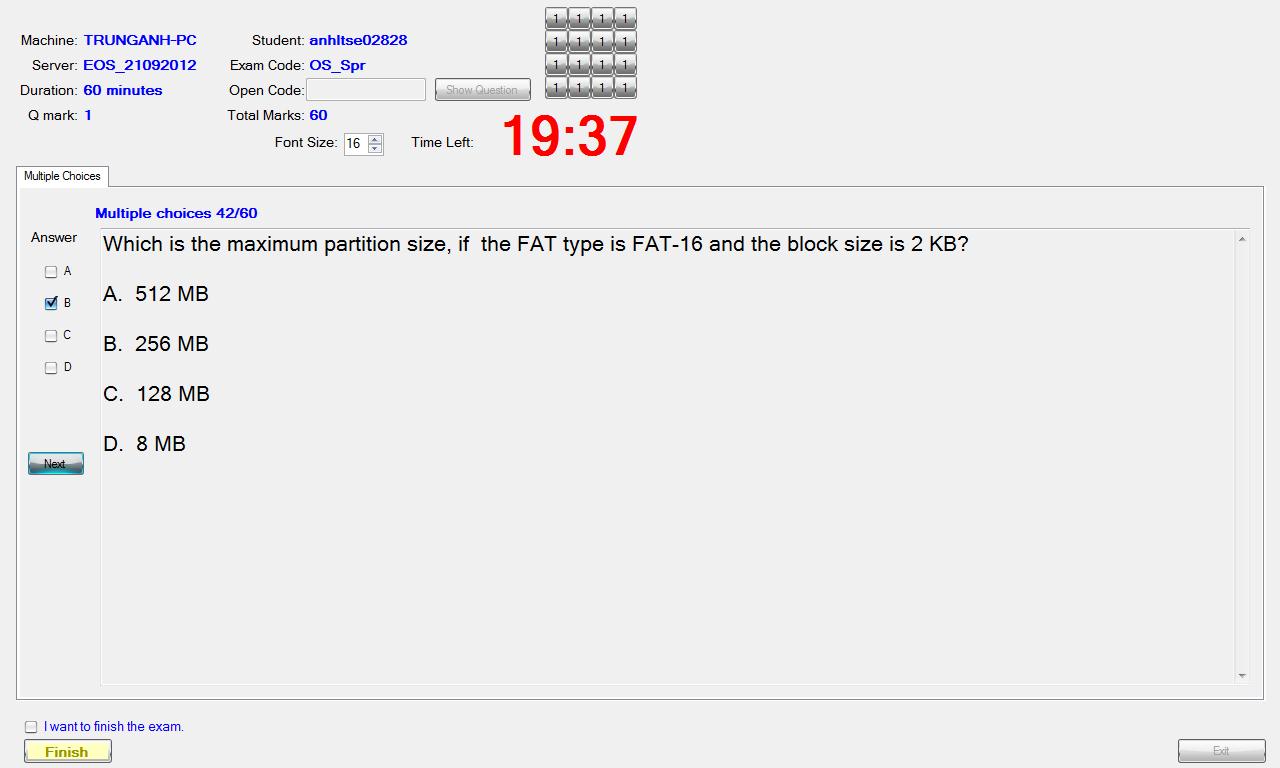 Machine: TRUNGANH-PC Student: anhltse02828
Server: EOS_21092012 Exam Code: OS_Spr
Duration: 60 minutes Open Code: Show Question
Q mark: 1 Total Marks: 60
Font Size: 16 Time Left: 19:37
1 1 1 1
1 1 1 1
1 1 1 1
1 1 1 1
Multiple Choices
Multiple choices 42/60
Answer
A
B
C
D
Next
Which is the maximum partition size, if  the FAT type is FAT-16 and the block size is 2 KB?
A.  512 MB
B.  256 MB
C.  128 MB
D.  8 MB
I want to finish the exam.
Finish
Exit